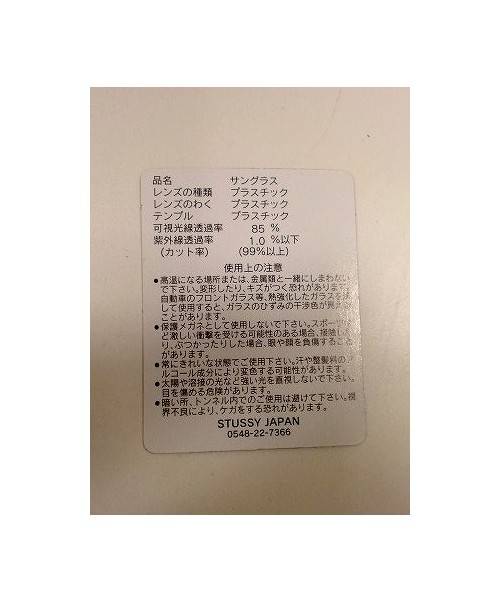 品名 サングラス
レンズの種類 プラスチック
レンズのわく プラスチック
テンプル プラスチック
可視光線透過率 85 %
紫外線透過率 1.0 %以下
(カット率) (99%以上)
使用上の注意
●高温になる場所または、金属類と一緒にしまわない
で下さい。変形したり、キズがつく恐れがあります。
自動車のフロントガラス等、熱強化したガラスを
して使用すると、ガラスのひずみの干渉色が見え
ことがあります。
●保護メガネとして使用しないで下さい。スポーツ
ど激しい衝撃を受ける可能性のある場合、接触し
り、ぶつかったりした場合、眼や顔を負傷すること
があります。
●常にきれいな状態でご使用下さい。汗や整髪料の
ルコール成分により変色する可能性があります。
●太陽や溶接の光など強い光を直視しないで下さい。
目を傷める危険があります。
●暗い所、トンネル内でのご使用は避けて下さい。視
界不良により、ケガをする恐れがあります。
STUSSY JAPAN
0548-22-7366